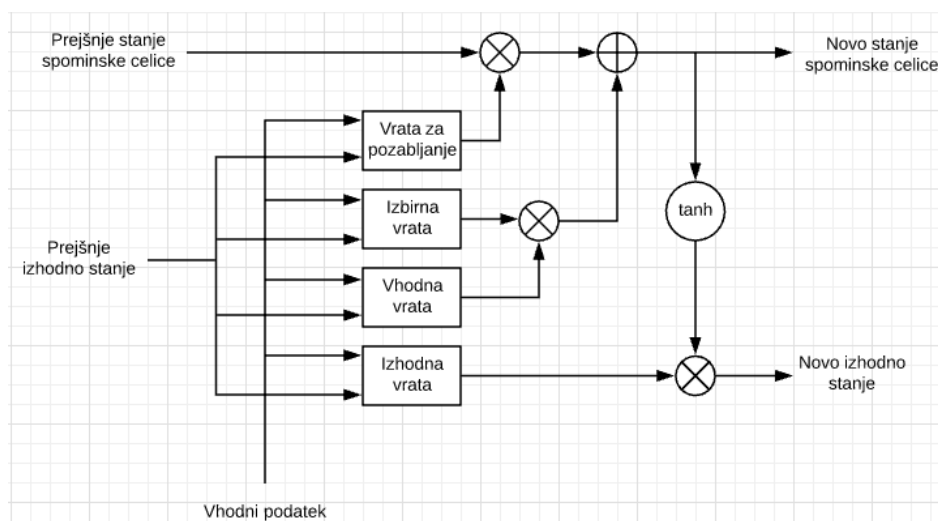 Prejšnje stanje
spominske celice
Novo stanje
spominske celice
Vrata za
pozabljanje
Izbirna
vrata
tanh
Prejšnje
izhodno stanje
Vhodna
vrata
Izhodna
vrata
Novo izhodno
stanje
Vhodni podatek